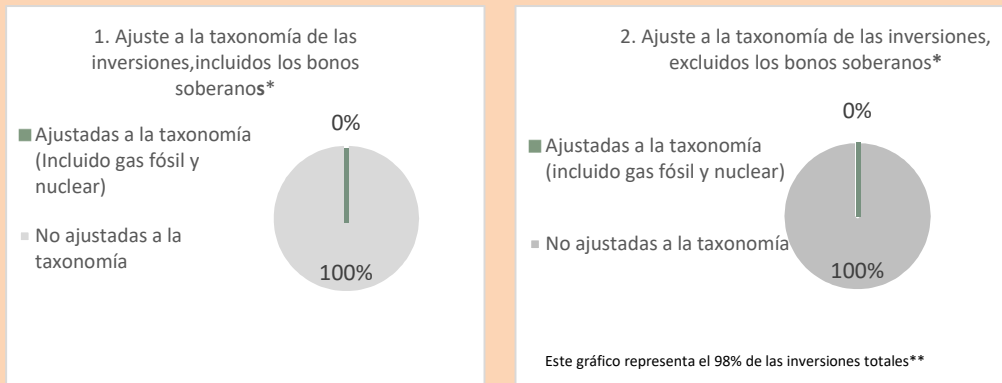 1. Ajuste a la taxonomía de las
inversiones,incluidos los bonos
soberanos*
0%
Ajustadas a la taxonomía
(Incluido gas fósil y
nuclear)
No ajustadas a la
taxonomía
100%
2. Ajuste a la taxonomía de las inversiones,
excluidos los bonos soberanos*
0%
Ajustadas a la taxonomía
(incluido gas fósil y nuclear)
No ajustadas a la taxonomía
100%
Este gráfico representa el 98% de las inversiones totales**